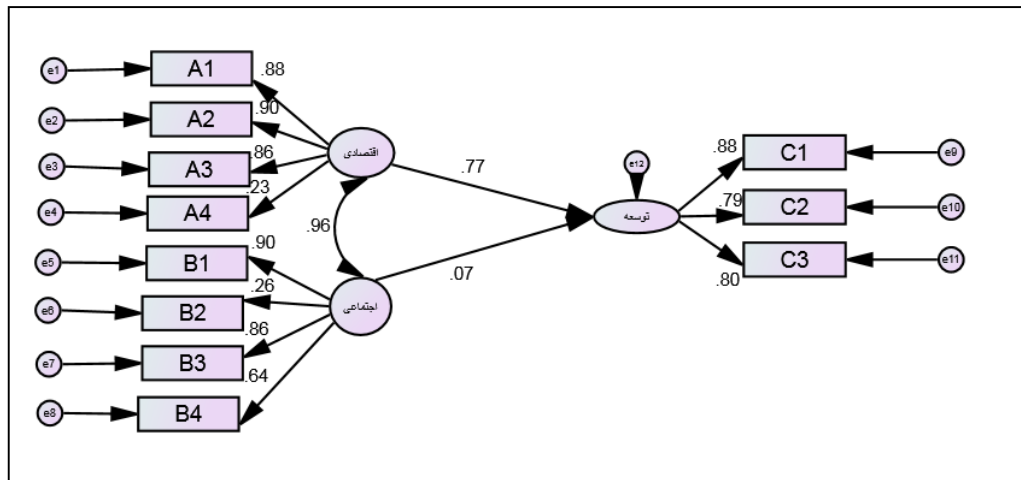 e1
A1
.88
e2
A2
.90
e3
A3
.86
e4
A4
.23
اقتصادی
.77
.96
e5
B1
.90
e6
B2
.26
e7
B3
.86
e8
B4
.64
اجتماعی
.07
e12
توسعه
.88
C1
e9
.79
C2
e10
.80
C3
e11